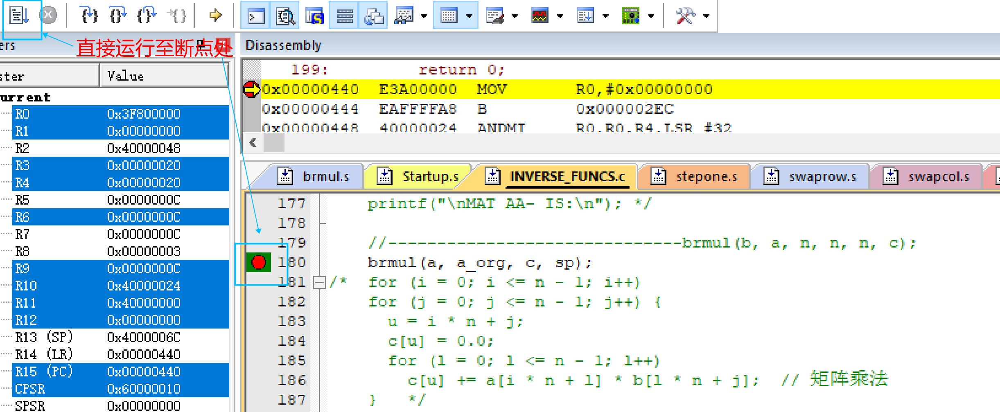 直接运行至断点处
ers
Disassembly
ster Value
urrent
R0 0x3F800000
R1 0x00000000
R2 0x40000048
R3 0x00000020
R4 0x00000020
R5 0x0000000C
R6 0x0000000C
R7 0x0000000C
R8 0x00000003
R9 0x0000000C
R10 0x40000024
R11 0x40000000
R12 0x00000000
R13 (SP) 0x4000006C
R14 (LR) 0x00000440
R15 (PC) 0x00000440
CPSR 0x60000010
SPSR 0x00000000
199: return 0;
0x00000440 E3A00000 MOV R0,#0x00000000
0x00000444 EAFFFFA8 B 0x000002EC
0x00000448 40000024 ANDMI R0,R0,R4,LSR #32
brmul.s Startup.s INVERSE_FUNCS.c stepone.s swaprow.s swapcol.s
177 printf("\nMAT AA- IS:\n"); */
178
179 //------------------------------brmul(b, a, n, n, n, c);
180 brmul(a, a_org, c, sp);
181 /* for (i = 0; i <= n - 1; i++)
182 for (j = 0; j <= n - 1; j++) {
183 u = i * n + j;
184 c[u] = 0.0;
185 for (l = 0; l <= n - 1; l++)
186 c[u] += a[i * n + l] * b[l * n + j]; // 矩阵乘法
187 } */